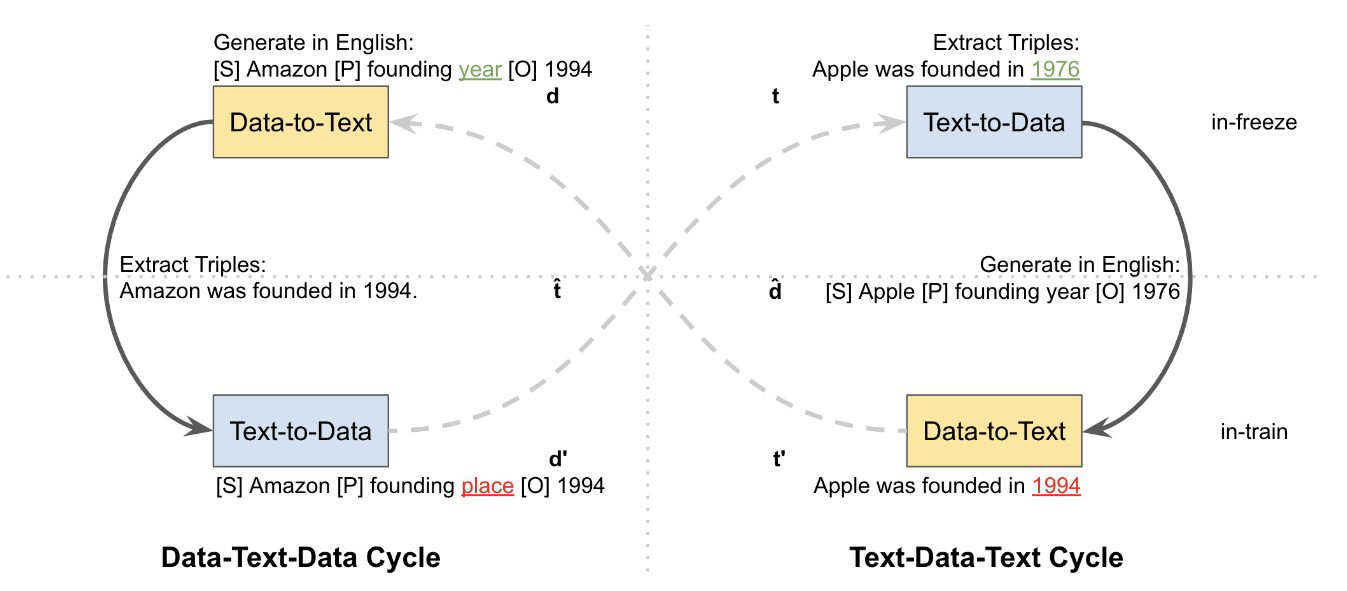 Generate in English:
[S] Amazon [P] founding year [O] 1994
d
Data-to-Text
Extract Triples:
Amazon was founded in 1994.
t̂
Text-to-Data
d'
[S] Amazon [P] founding place [O] 1994
Data-Text-Data Cycle
Extract Triples:
Apple was founded in 1976
t
Text-to-Data
in-freeze
Generate in English:
d̂
[S] Apple [P] founding year [O] 1976
Data-to-Text
in-train
t'
Apple was founded in 1994
Text-Data-Text Cycle